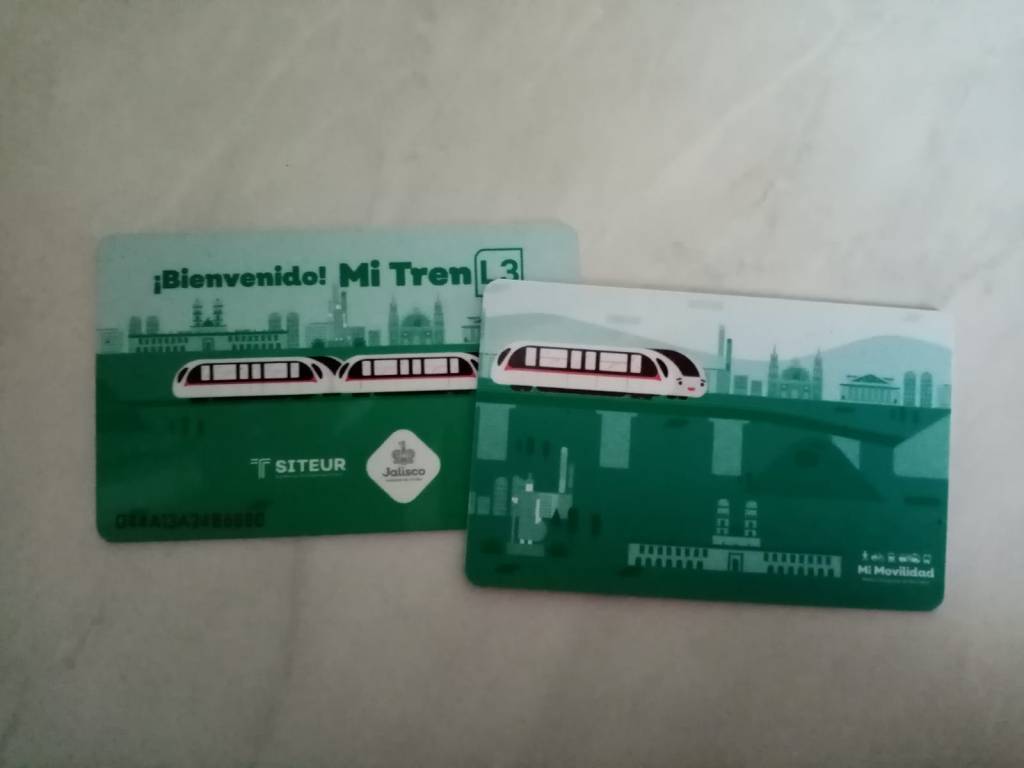 ¡Bienvenido! Mi Tren L3
SITEUR
Jalisco
Mi Movilidad